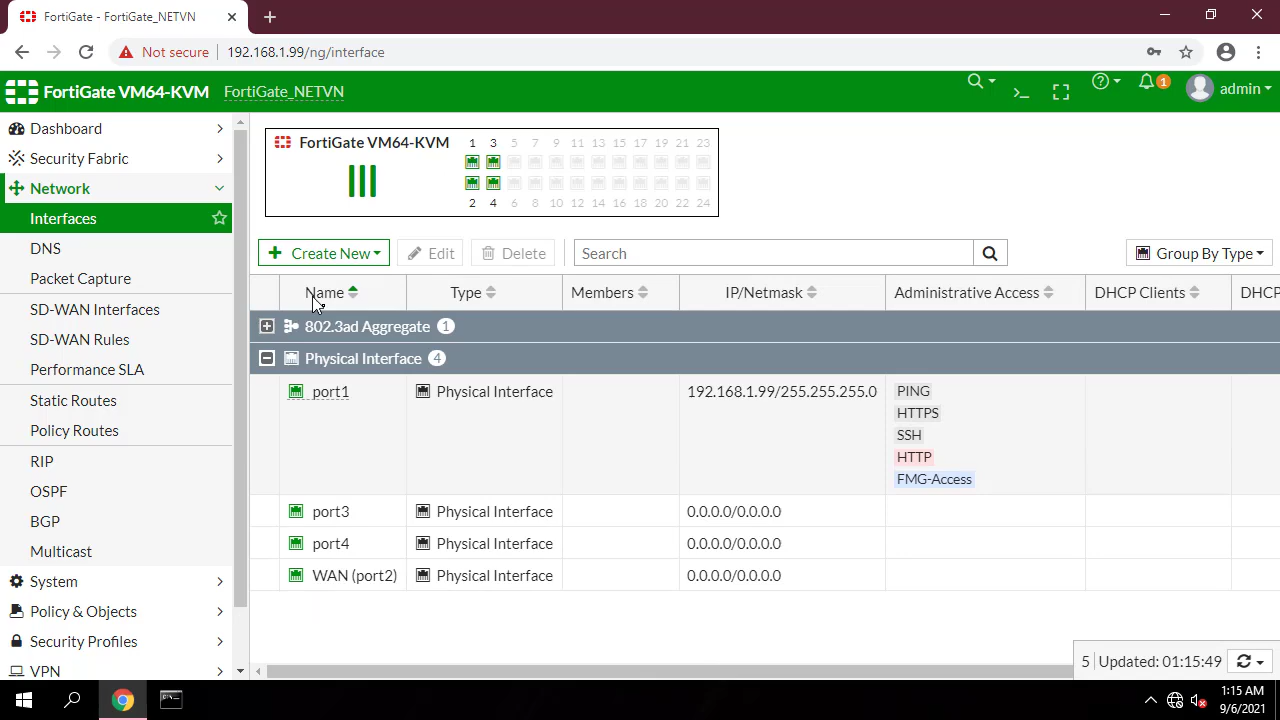 FortiGate - FortiGate_NETVN
Not secure 192.168.1.99/ng/interface
FortiGate VM64-KVM FortiGate_NETVN 1 admin
Dashboard
Security Fabric
Network
Interfaces
DNS
Packet Capture
SD-WAN Interfaces
SD-WAN Rules
Performance SLA
Static Routes
Policy Routes
RIP
OSPF
BGP
Multicast
System
Policy & Objects
Security Profiles
VPN
FortiGate VM64-KVM
1 3 5 7 9 11 13 15 17 19 21 23
2 4 6 8 10 12 14 16 18 20 22 24
Create New Edit Delete Search Group By Type
Name Type Members IP/Netmask Administrative Access DHCP Clients DHCP
802.3ad Aggregate 1
Physical Interface 4
port1 Physical Interface 192.168.1.99/255.255.255.0 PING
HTTPS
SSH
HTTP
FMG-Access
port3 Physical Interface 0.0.0.0/0.0.0.0
port4 Physical Interface 0.0.0.0/0.0.0.0
WAN (port2) Physical Interface 0.0.0.0/0.0.0.0
5 Updated: 01:15:49
1:15 AM
9/6/2021